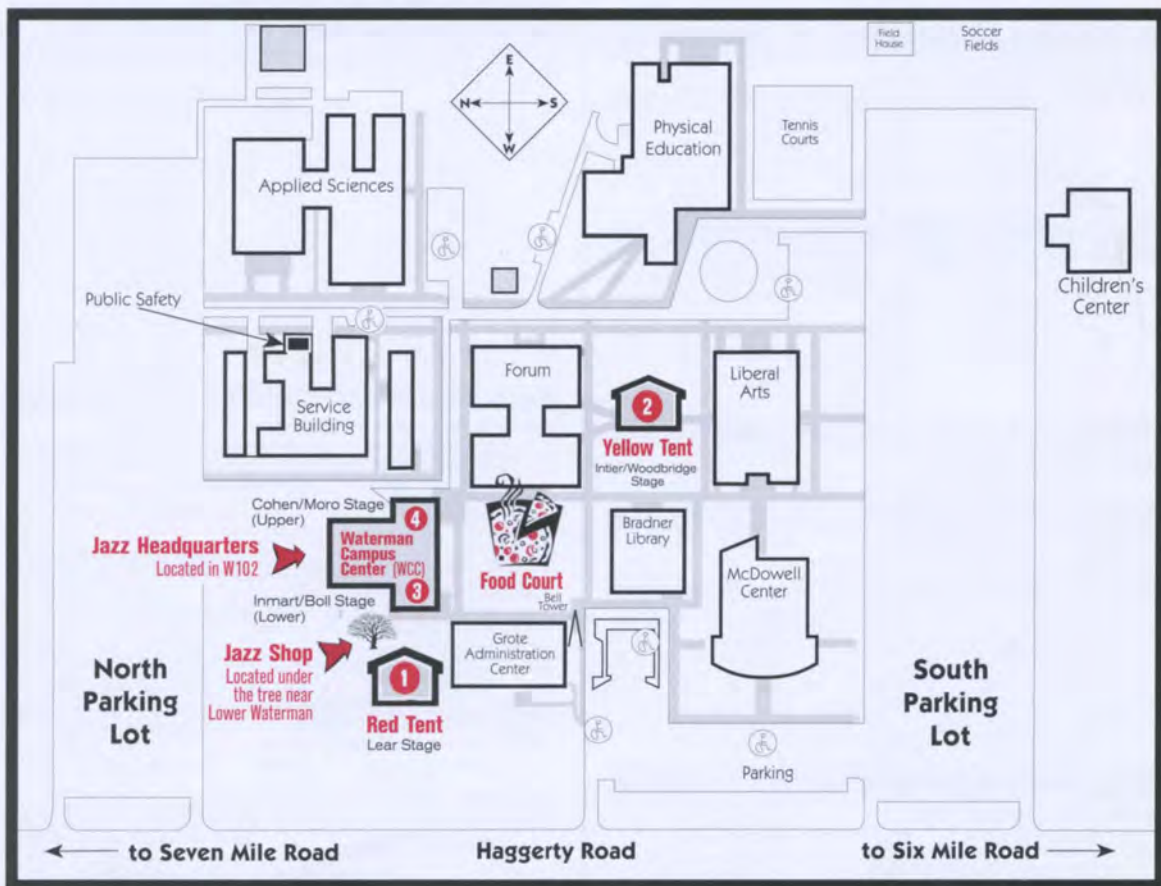 Field
House
Soccer
Fields
E
N
S
W
Physical
Education
Tennis
Courts
Applied Sciences
Public Safety
Children's
Center
Forum
Liberal
Arts
2
Service
Building
Yellow Tent
Intier/Woodbridge
Stage
Cohen/Moro Stage
(Upper)
4
Jazz Headquarters
Located in W102
Waterman
Campus
Center (WCC)
3
Inmart/Boll Stage
(Lower)
Food Court
Bell
Tower
Bradner
Library
McDowell
Center
Grote
Administration
Center
Jazz Shop
Located under
the tree near
Lower Waterman
1
Red Tent
Lear Stage
North
Parking
Lot
South
Parking
Lot
Parking
to Seven Mile Road
Haggerty Road
to Six Mile Road